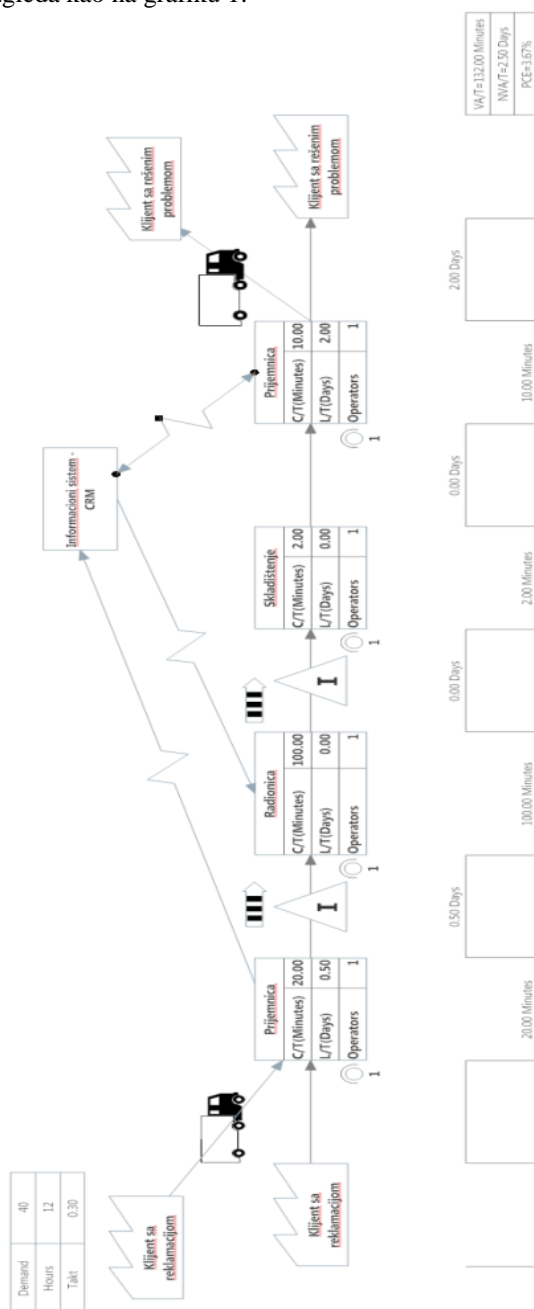 gleda kao na grafiku 1.
Demand 40
Hours 12
Takt 0.30
Klijent sa
reklamacijom
Klijent sa
reklamacijom
Informacioni sistem -
CRM
Prijemnica
C/T(Minutes) 20.00
L/T(Days) 0.50
Operators 1
1
I
Radionica
C/T(Minutes) 100.00
L/T(Days) 0.00
Operators 1
1
I
Skladištenje
C/T(Minutes) 2.00
L/T(Days) 0.00
Operators 1
1
Prijemnica
C/T(Minutes) 10.00
L/T(Days) 2.00
Operators 1
1
Klijent sa rešenim
problemom
Klijent sa rešenim
problemom
20.00 Minutes
0.50 Days
100.00 Minutes
0.00 Days
2.00 Minutes
0.00 Days
10.00 Minutes
2.00 Days
VA/T=132.00 Minutes
NVA/T=2.50 Days
PCE=3.67%